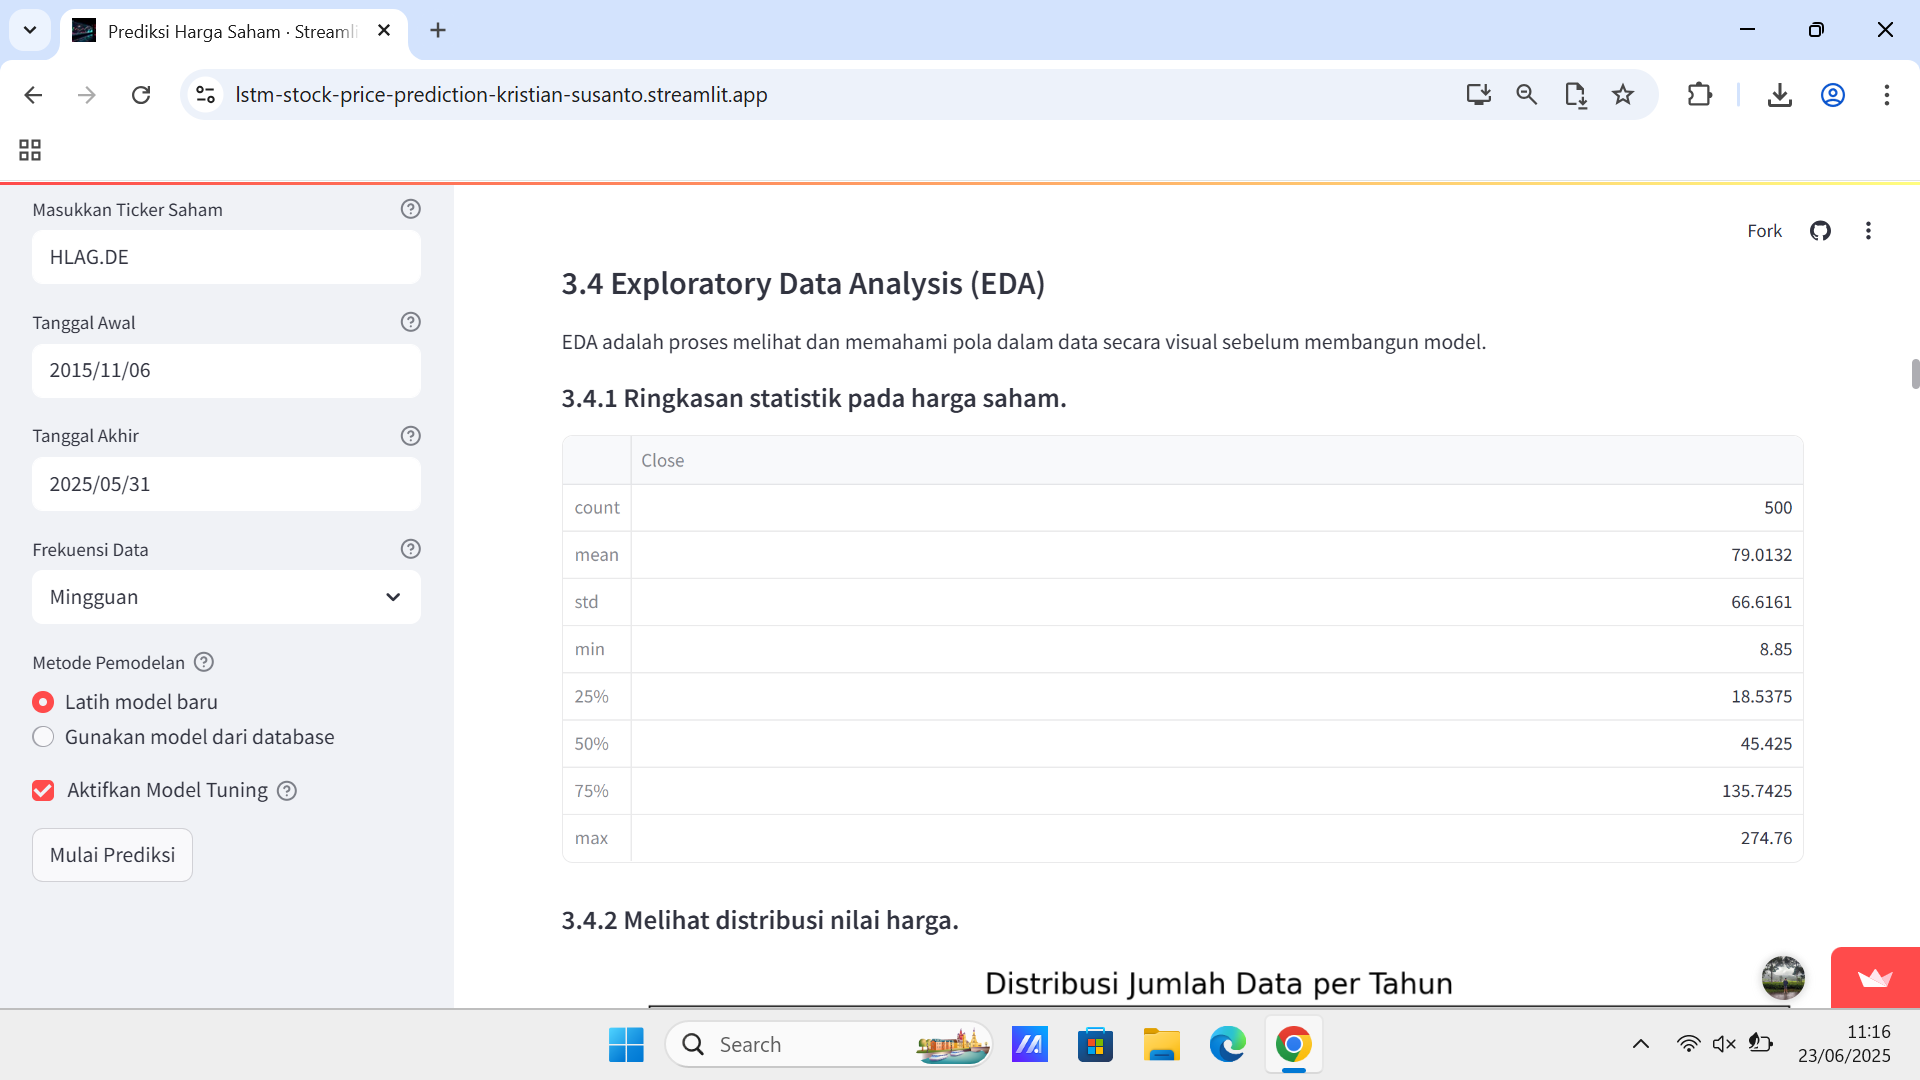 Prediksi Harga Saham · Streamli
lstm-stock-price-prediction-kristian-susanto.streamlit.app
Masukkan Ticker Saham
HLAG.DE
Tanggal Awal
2015/11/06
Tanggal Akhir
2025/05/31
Frekuensi Data
Mingguan
Metode Pemodelan
Latih model baru
Gunakan model dari database
Aktifkan Model Tuning
Mulai Prediksi
Fork
3.4 Exploratory Data Analysis (EDA)
EDA adalah proses melihat dan memahami pola dalam data secara visual sebelum membangun model.
3.4.1 Ringkasan statistik pada harga saham.
Close
count 500
mean 79.0132
std 66.6161
min 8.85
25% 18.5375
50% 45.425
75% 135.7425
max 274.76
3.4.2 Melihat distribusi nilai harga.
Distribusi Jumlah Data per Tahun
Search
11:16
23/06/2025